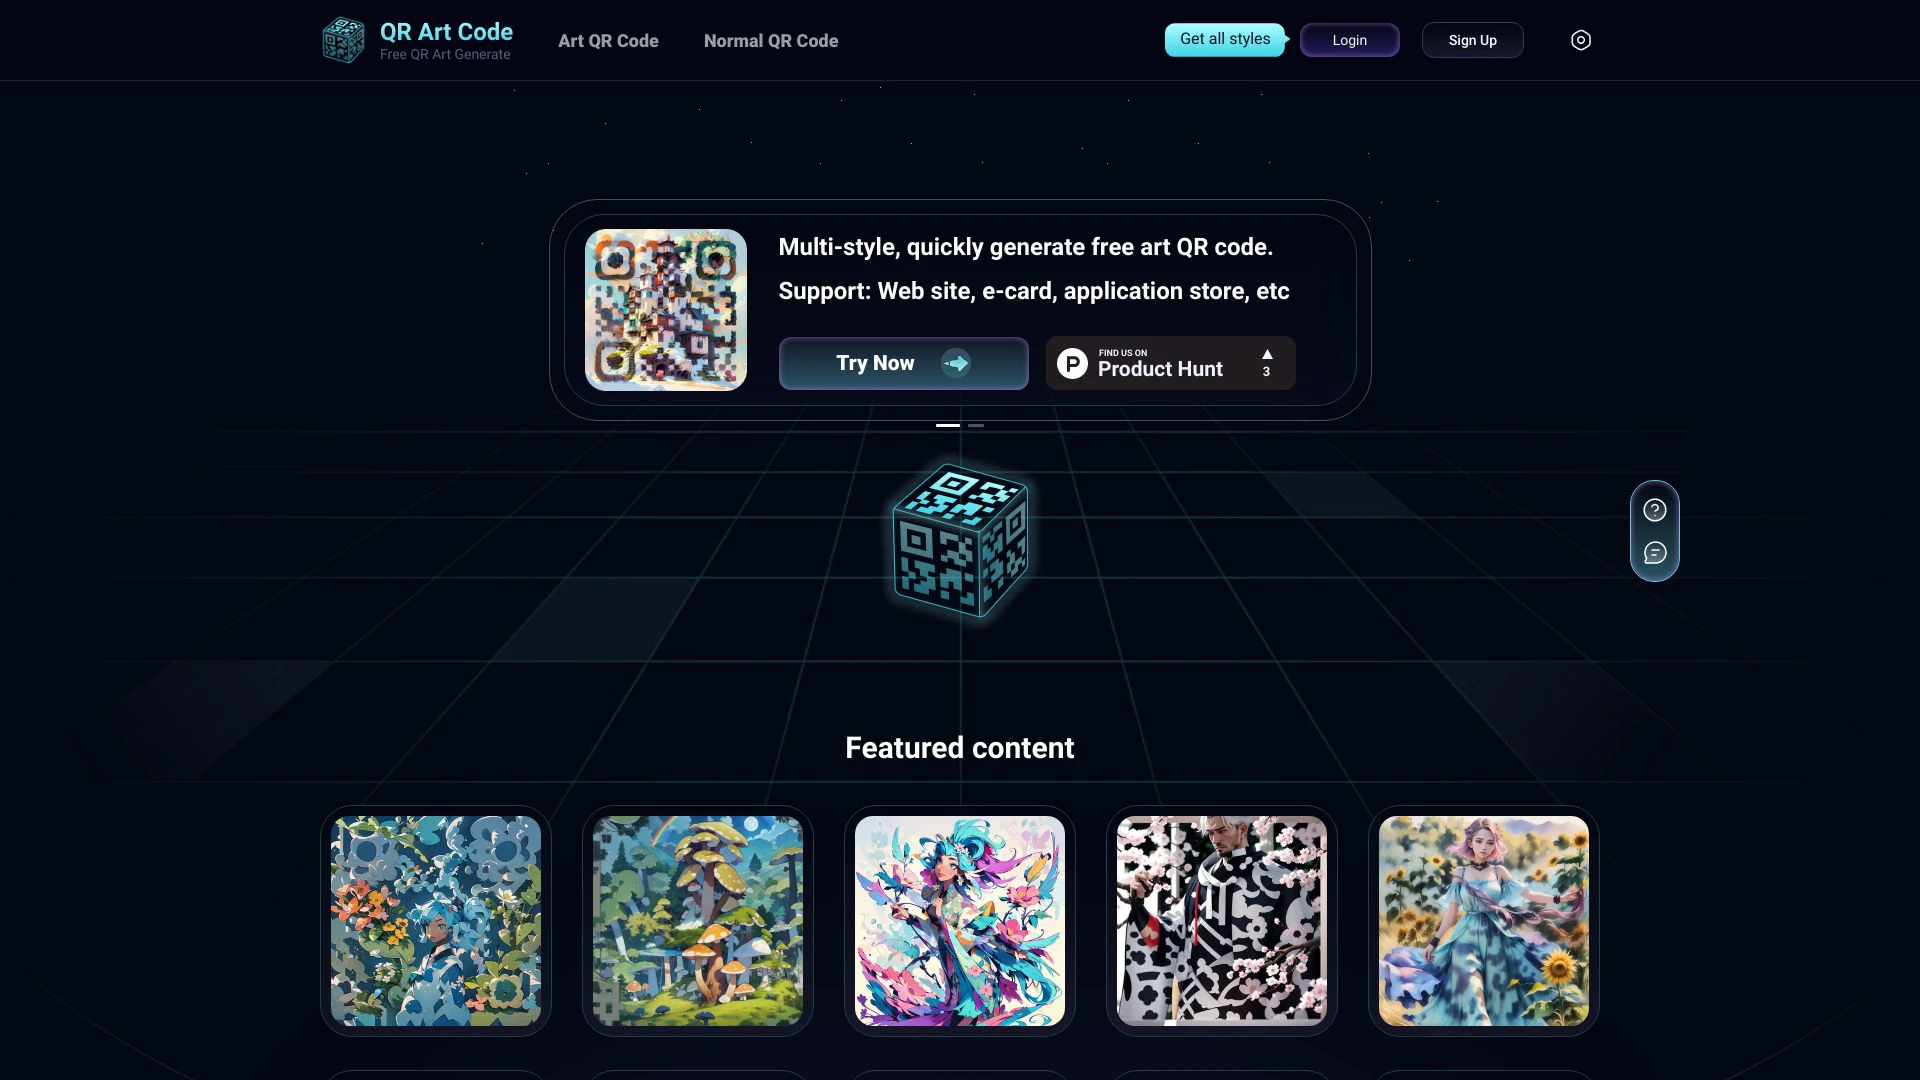 QR Art Code
Free QR Art Generate
Art QR Code
Normal QR Code
Get all styles
Login
Sign Up
Multi-style, quickly generate free art QR code.
Support: Web site, e-card, application store, etc
Try Now
FIND US ON
Product Hunt
3
Featured content